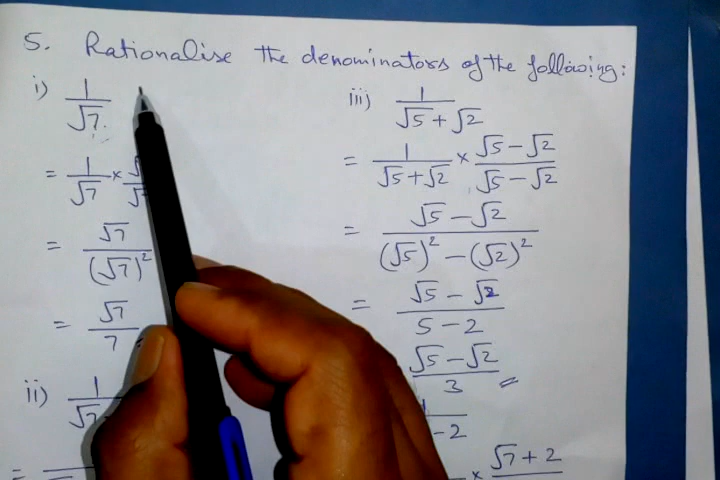 5. Rationalise the denominators of the following:
i) 1/√7
= 1/√7 ×
= √7/(√7)²
= √7/7
ii) 1/√7
=
iii) 1/(√5+√2)
= 1/(√5+√2) × (√5-√2)/(√5-√2)
= (√5-√2)/((√5)²-(√2)²)
= (√5-√2)/(5-2)
(√5-√2)/3
-2
× √7+2